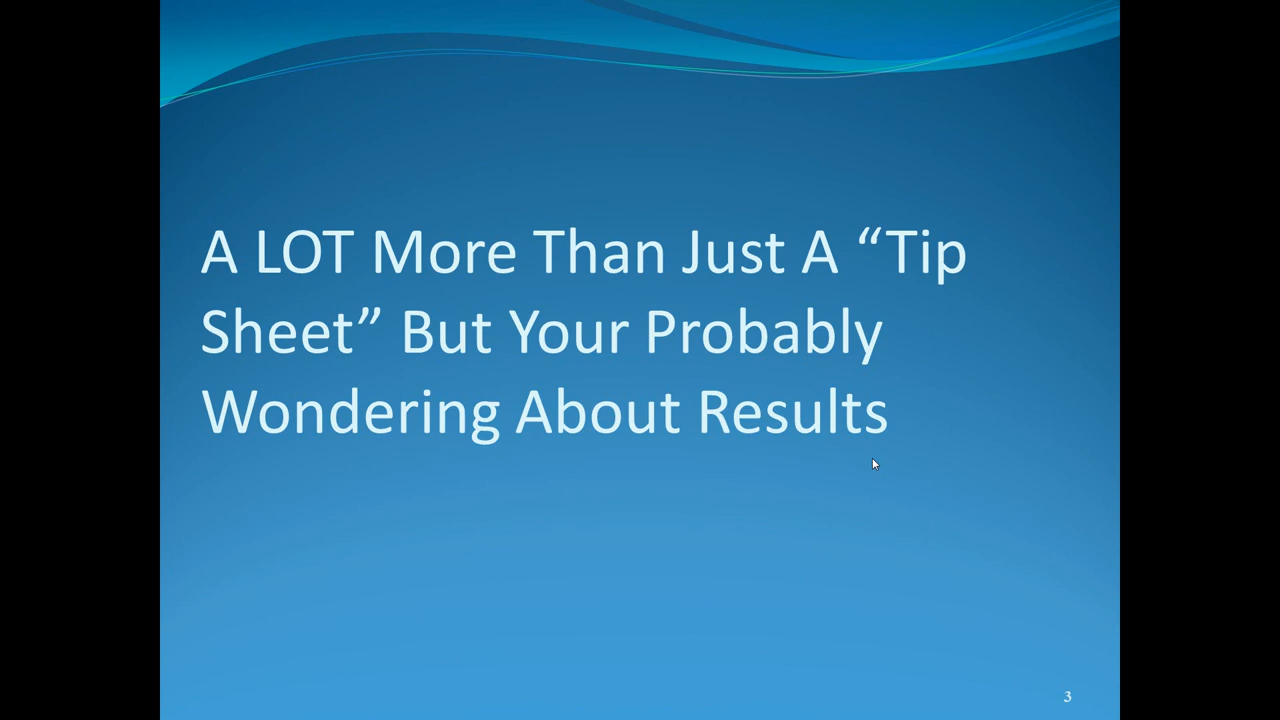 A LOT More Than Just A “Tip
Sheet” But Your Probably
Wondering About Results
3